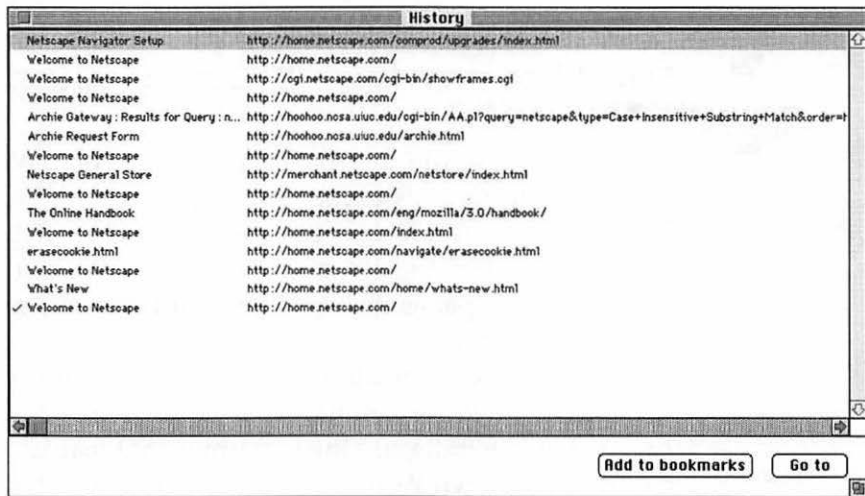 History
Netscape Navigator Setup http://home.netscape.com/comprod/upgrades/index.html
Welcome to Netscape http://home.netscape.com/
Welcome to Netscape http://cgi.netscape.com/cgi-bin/showframes.cgi
Welcome to Netscape http://home.netscape.com/
Archie Gateway : Results for Query : n... http://hoohoo.ncsa.uiuc.edu/cgi-bin/AA.pl?query=netscape&type=Case+Insensitive+Substring+Match&order=h
Archie Request Form http://hoohoo.ncsa.uiuc.edu/archie.html
Welcome to Netscape http://home.netscape.com/
Netscape General Store http://merchant.netscape.com/netstore/index.html
Welcome to Netscape http://home.netscape.com/
The Online Handbook http://home.netscape.com/eng/mozilla/3.0/handbook/
Welcome to Netscape http://home.netscape.com/index.html
erasecookie.html http://home.netscape.com/navigate/erasecookie.html
Welcome to Netscape http://home.netscape.com/
What's New http://home.netscape.com/home/whats-new.html
✓ Welcome to Netscape http://home.netscape.com/
Add to bookmarks Go to